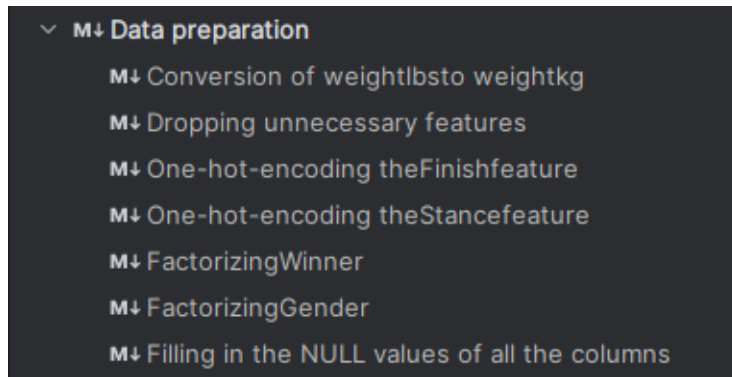 M↓ Data preparation
M↓ Conversion of weightlbsto weightkg
M↓ Dropping unnecessary features
M↓ One-hot-encoding theFinishfeature
M↓ One-hot-encoding theStancefeature
M↓ FactorizingWinner
M↓ FactorizingGender
M↓ Filling in the NULL values of all the columns